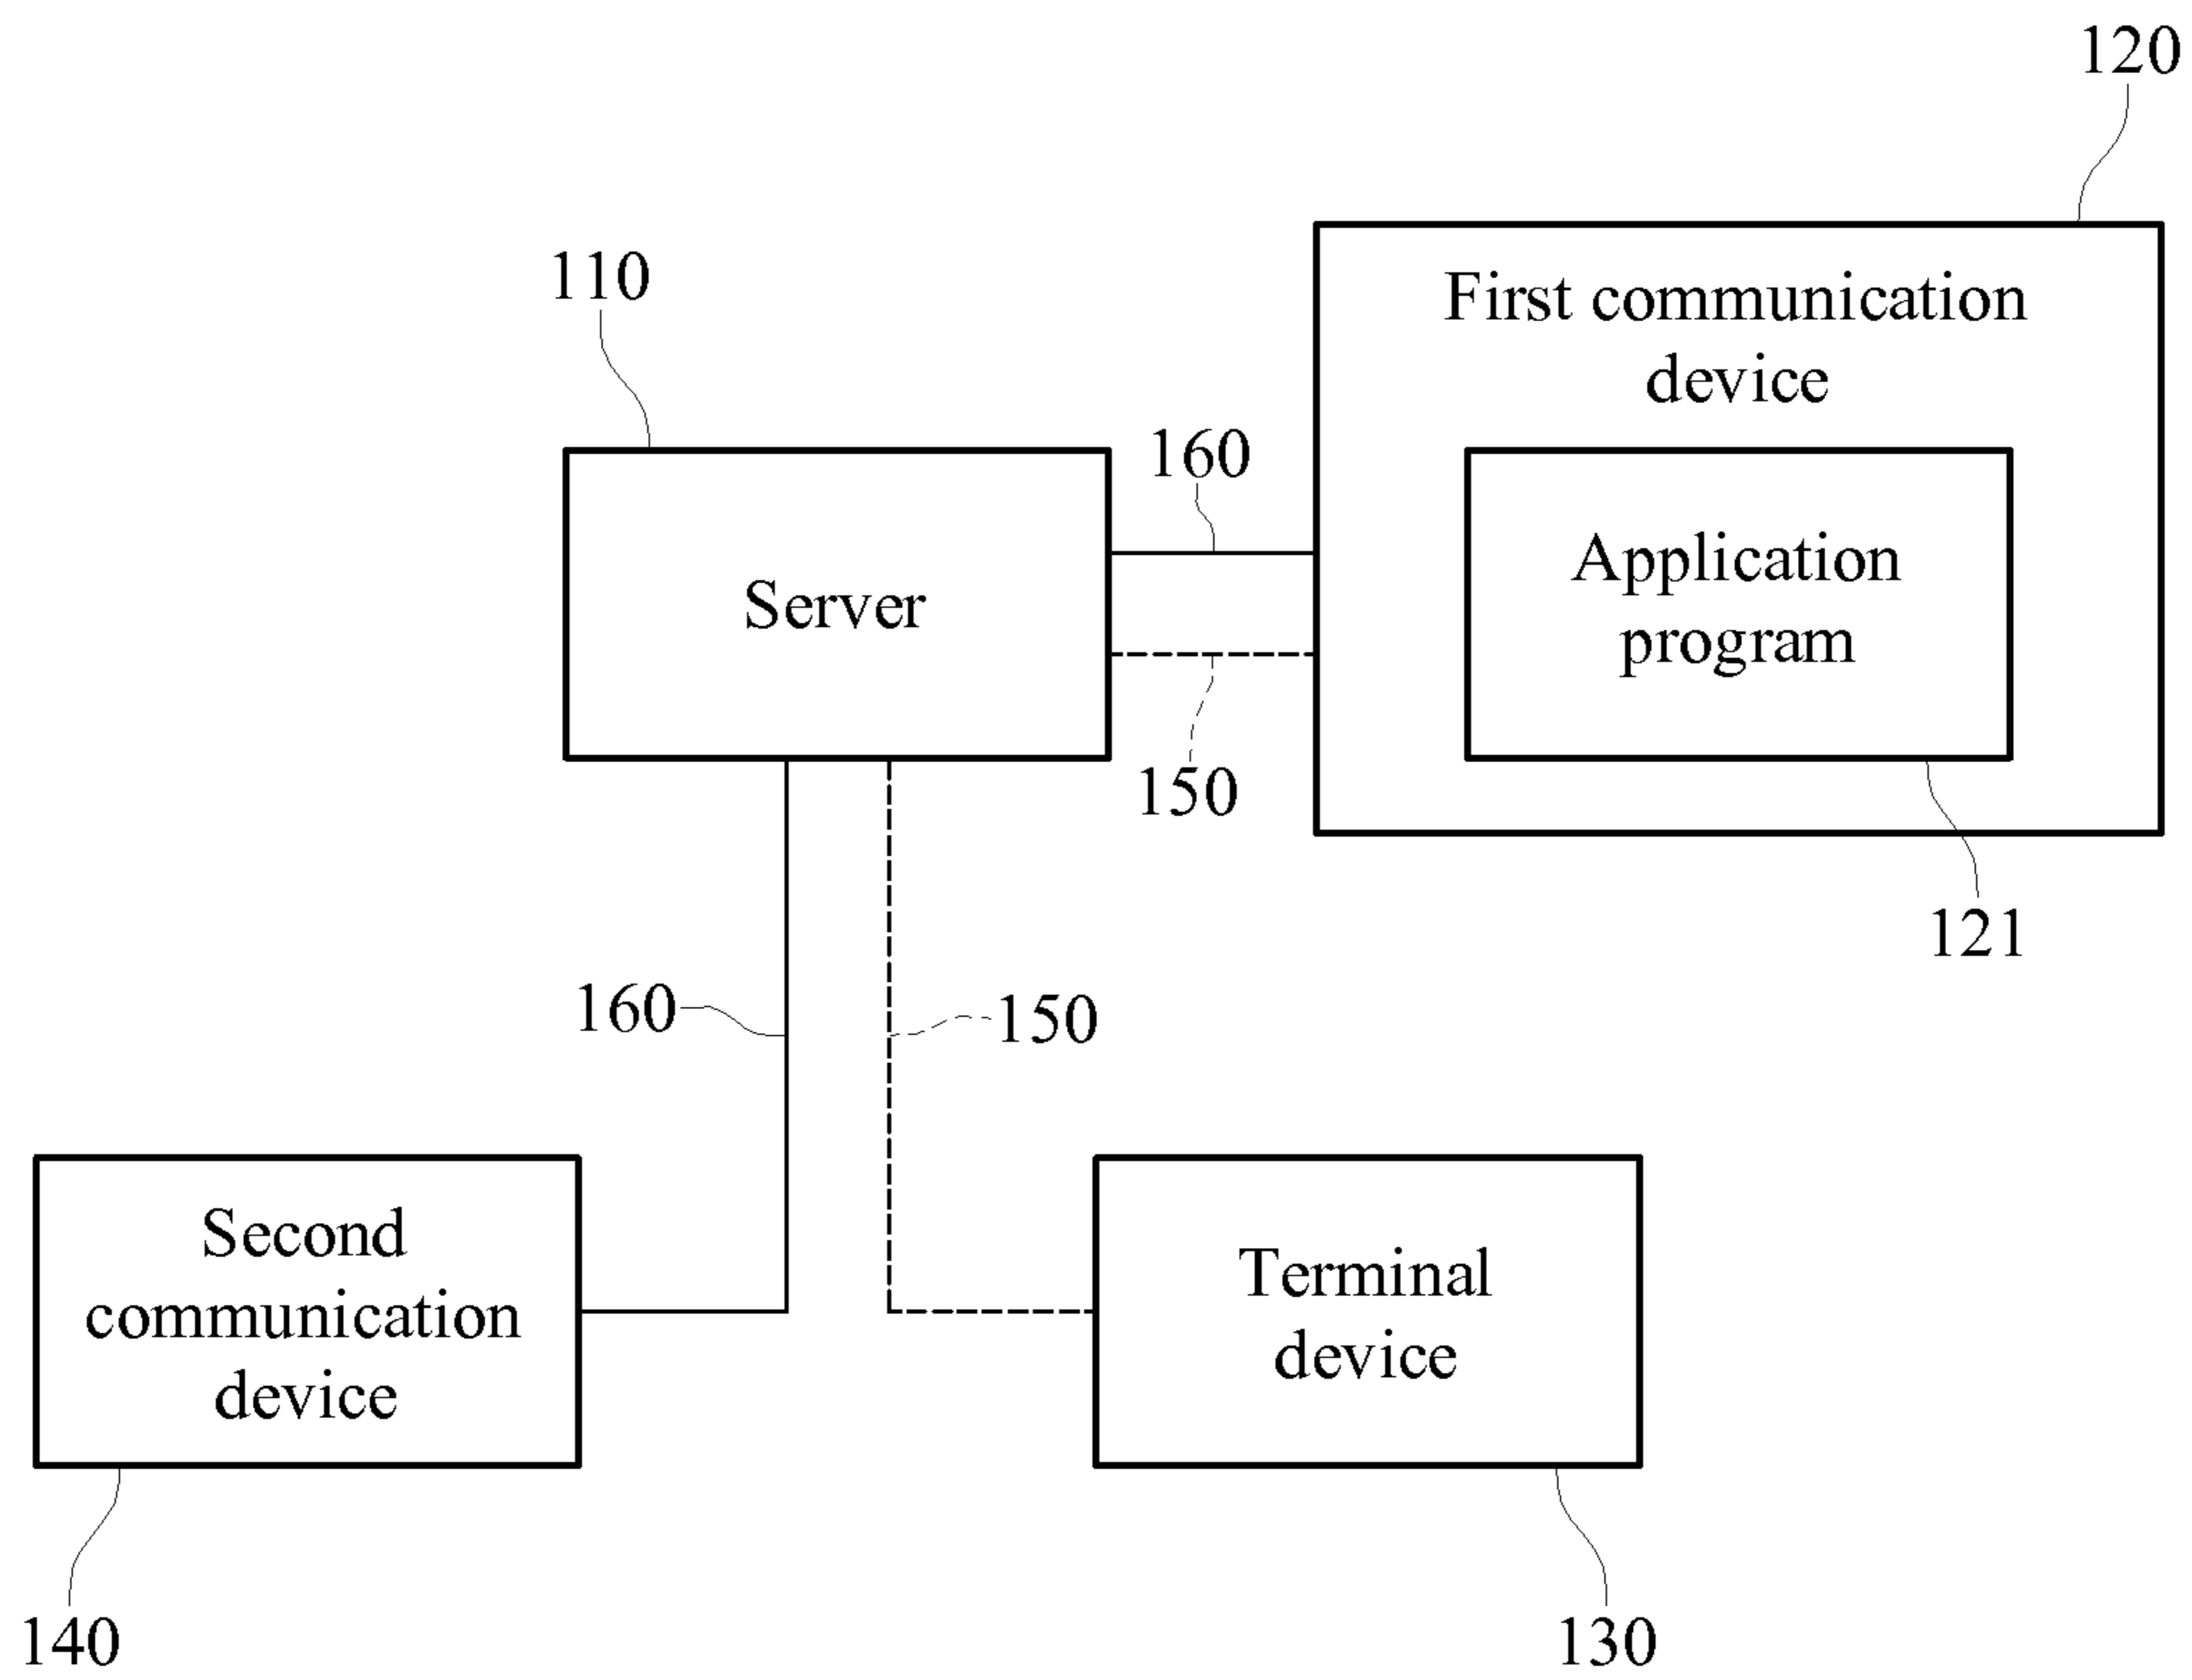 120
110
First communication
device
160
Application
program
Server
150
121
160
150
Second
communication
device
Terminal
device
140
130